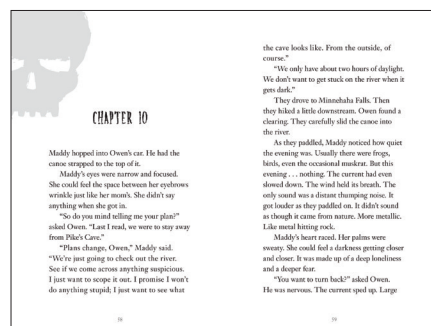 CHAPTER 10
Maddy hopped into Owen's car. He had the
canoe strapped to the top of it.
Maddy's eyes were narrow and focused.
She could feel the space between her eyebrows
wrinkle just like her mom's. She didn't say
anything when she got in.
"So do you mind telling me your plan?"
asked Owen. "Last I read, we were to stay away
from Pike's Cave."
"Plans change, Owen," Maddy said.
"We're just going to check out the river.
See if we come across anything suspicious.
I just want to scope it out. I promise I won't
do anything stupid; I just want to see what
58
the cave looks like. From the outside, of
course."
"We only have about two hours of daylight.
We don't want to get stuck on the river when it
gets dark."
They drove to Minnehaha Falls. Then
they hiked a little downstream. Owen found a
clearing. They carefully slid the canoe into
the river.
As they paddled, Maddy noticed how quiet
the evening was. Usually there were frogs,
birds, even the occasional muskrat. But this
evening . . . nothing. The current had even
slowed down. The wind held its breath. The
only sound was a distant thumping noise. It
got louder as they paddled on. It didn't sound
as though it came from nature. More metallic.
Like metal hitting rock.
Maddy's heart raced. Her palms were
sweaty. She could feel a darkness getting closer
and closer. It was made up of a deep loneliness
and a deeper fear.
"You want to turn back?" asked Owen.
He was nervous. The current sped up. Large
59